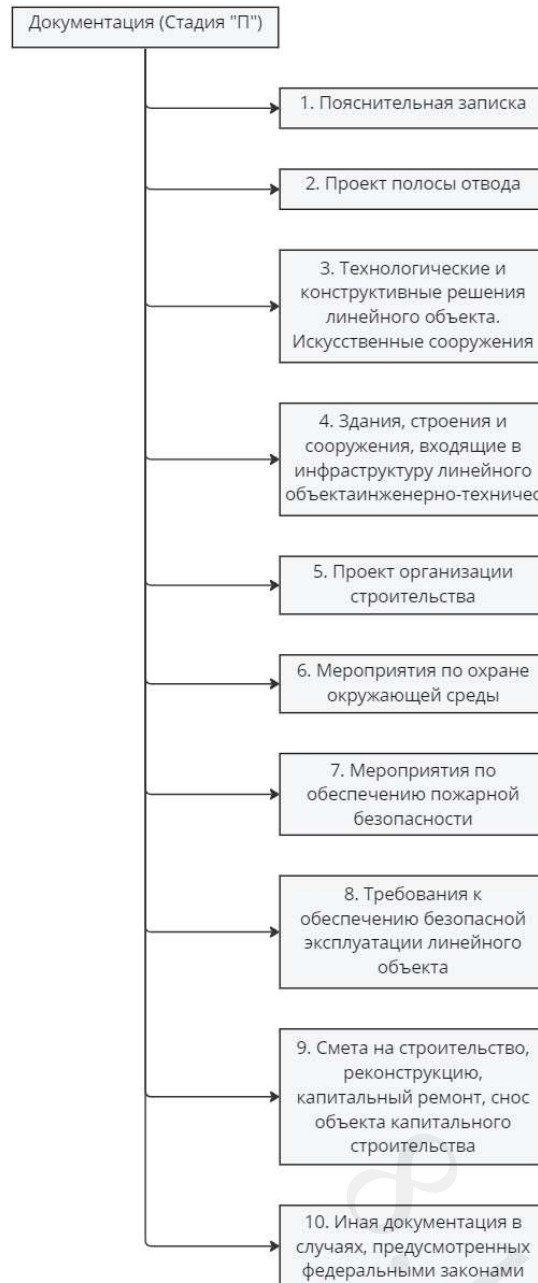 Документация (Стадия "П")
1. Пояснительная записка
2. Проект полосы отвода
3. Технологические и
конструктивные решения
линейного объекта.
Искусственные сооружения
4. Здания, строения и
сооружения, входящие в
инфраструктуру линейного
объектаинженерно-техничес
5. Проект организации
строительства
6. Мероприятия по охране
окружающей среды
7. Мероприятия по
обеспечению пожарной
безопасности
8. Требования к
обеспечению безопасной
эксплуатации линейного
объекта
9. Смета на строительство,
реконструкцию,
капитальный ремонт, снос
объекта капитального
строительства
10. Иная документация в
случаях, предусмотренных
федеральными законами